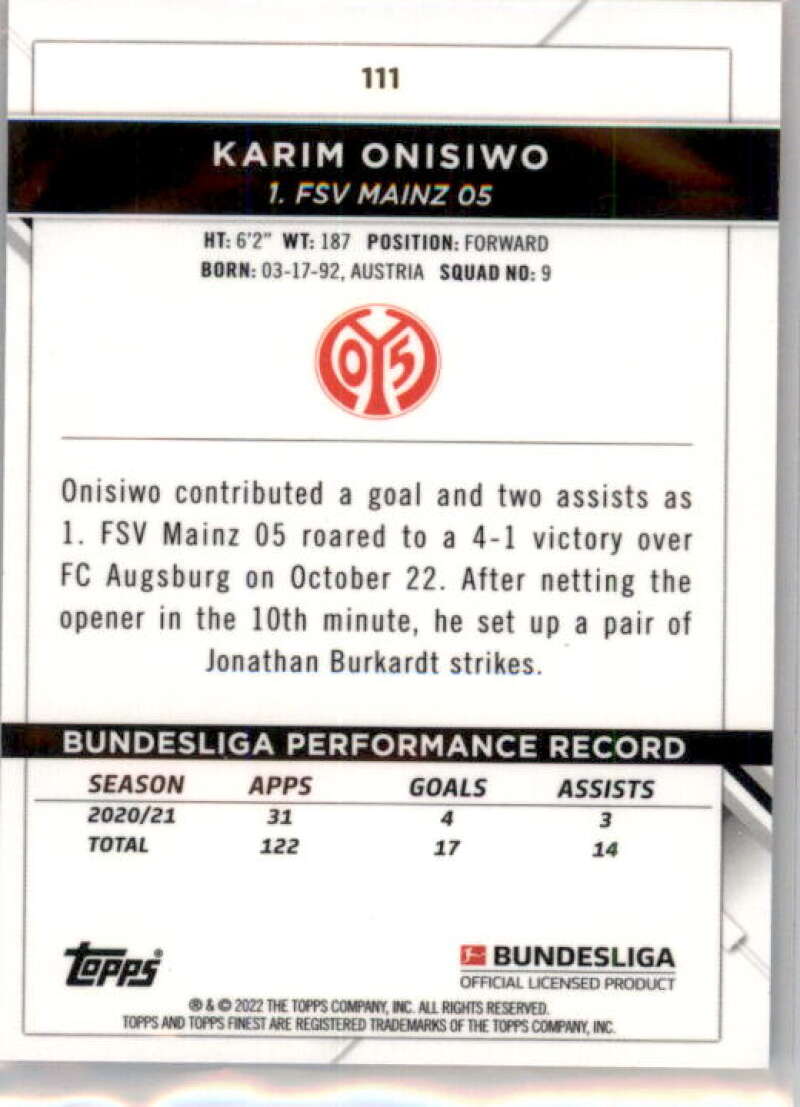 111
KARIM ONISIWO
1. FSV MAINZ 05
HT: 6'2" WT: 187 POSITION: FORWARD
BORN: 03-17-92, AUSTRIA SQUAD NO: 9
05
Onisiwo contributed a goal and two assists as
1. FSV Mainz 05 roared to a 4-1 victory over
FC Augsburg on October 22. After netting the
opener in the 10th minute, he set up a pair of
Jonathan Burkardt strikes.
BUNDESLIGA PERFORMANCE RECORD
SEASON APPS GOALS ASSISTS
2020/21 31 4 3
TOTAL 122 17 14
Topps®
BUNDESLIGA
OFFICIAL LICENSED PRODUCT
® & © 2022 THE TOPPS COMPANY, INC. ALL RIGHTS RESERVED.
TOPPS AND TOPPS FINEST ARE REGISTERED TRADEMARKS OF THE TOPPS COMPANY, INC.